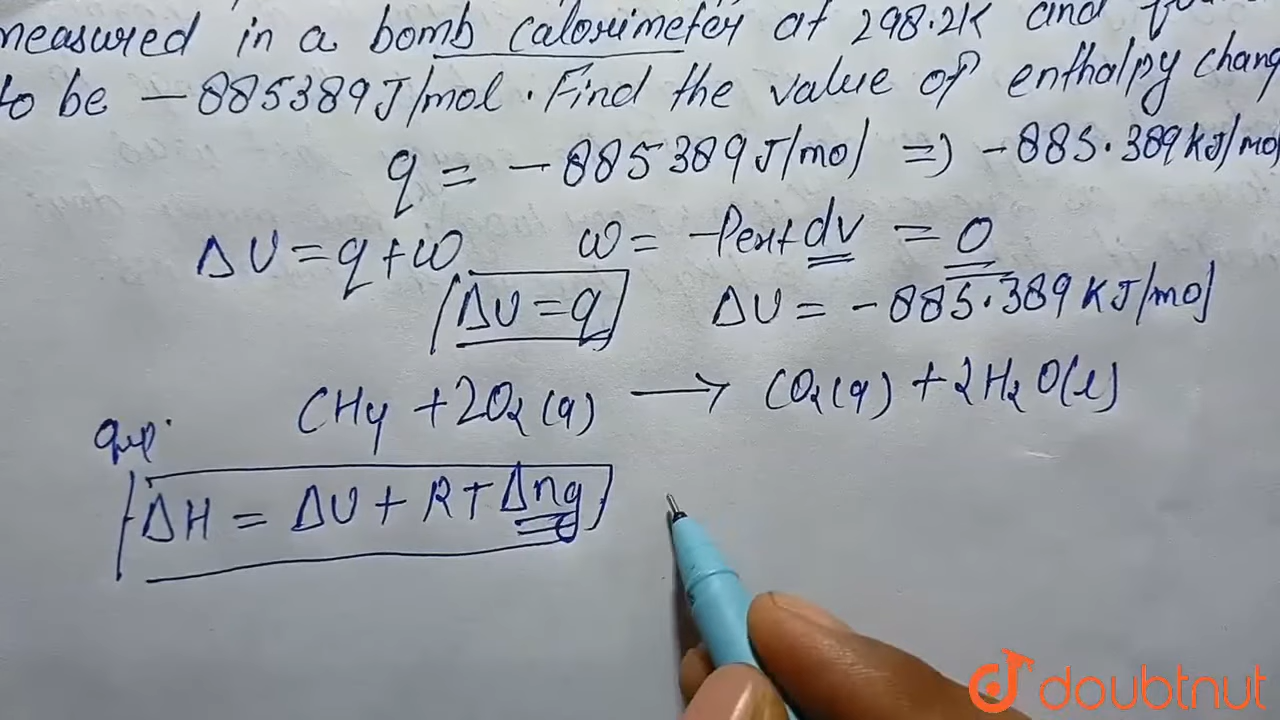 measured in a bomb calorimeter at 298.2K and
to be -885389 J/mol. Find the value of enthalpy chang
q = -885389 J/mol => -885.389 kJ/mol
ΔU = q + w w = -Pext dv = 0
ΔU = q ΔU = -885.389 KJ/mol
CH4 + 2O2(g) ⟶ CO2(g) + 2H2O(l)
ΔH = ΔU + RT Δng
doubtnut